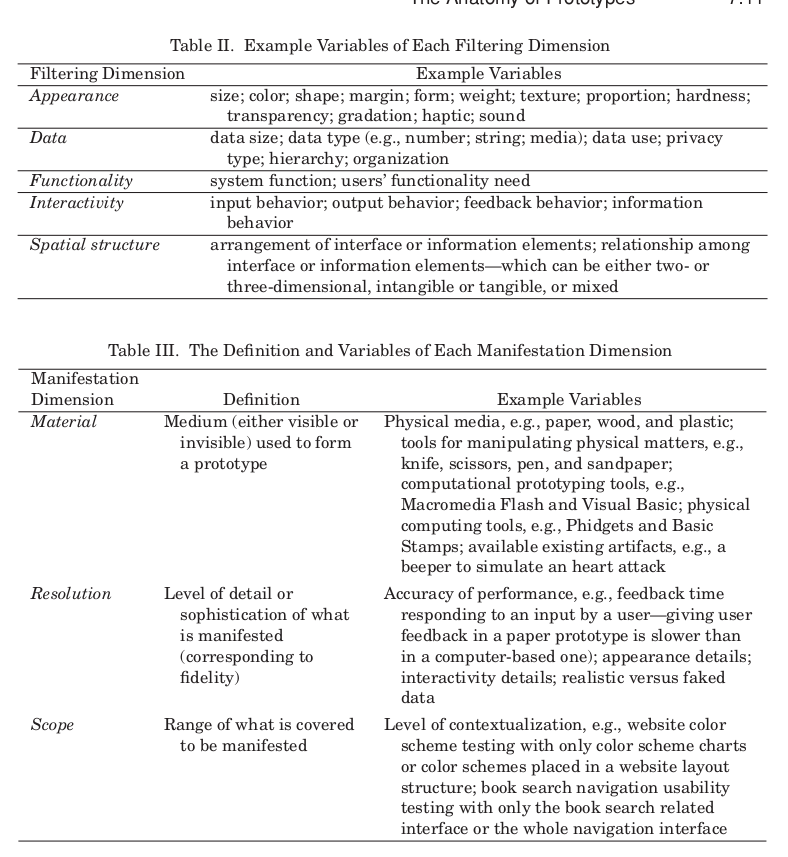 The Anatomy of Prototypes 7:11
Table II. Example Variables of Each Filtering Dimension
Filtering Dimension Example Variables
Appearance size; color; shape; margin; form; weight; texture; proportion; hardness;
transparency; gradation; haptic; sound
Data data size; data type (e.g., number; string; media); data use; privacy
type; hierarchy; organization
Functionality system function; users’ functionality need
Interactivity input behavior; output behavior; feedback behavior; information
behavior
Spatial structure arrangement of interface or information elements; relationship among
interface or information elements—which can be either two- or
three-dimensional, intangible or tangible, or mixed
Table III. The Definition and Variables of Each Manifestation Dimension
Manifestation
Dimension Definition Example Variables
Material Medium (either visible or Physical media, e.g., paper, wood, and plastic;
invisible) used to form tools for manipulating physical matters, e.g.,
a prototype knife, scissors, pen, and sandpaper;
computational prototyping tools, e.g.,
Macromedia Flash and Visual Basic; physical
computing tools, e.g., Phidgets and Basic
Stamps; available existing artifacts, e.g., a
beeper to simulate an heart attack
Resolution Level of detail or Accuracy of performance, e.g., feedback time
sophistication of what responding to an input by a user—giving user
is manifested feedback in a paper prototype is slower than
(corresponding to in a computer-based one); appearance details;
fidelity) interactivity details; realistic versus faked
data
Scope Range of what is covered Level of contextualization, e.g., website color
to be manifested scheme testing with only color scheme charts
or color schemes placed in a website layout
structure; book search navigation usability
testing with only the book search related
interface or the whole navigation interface